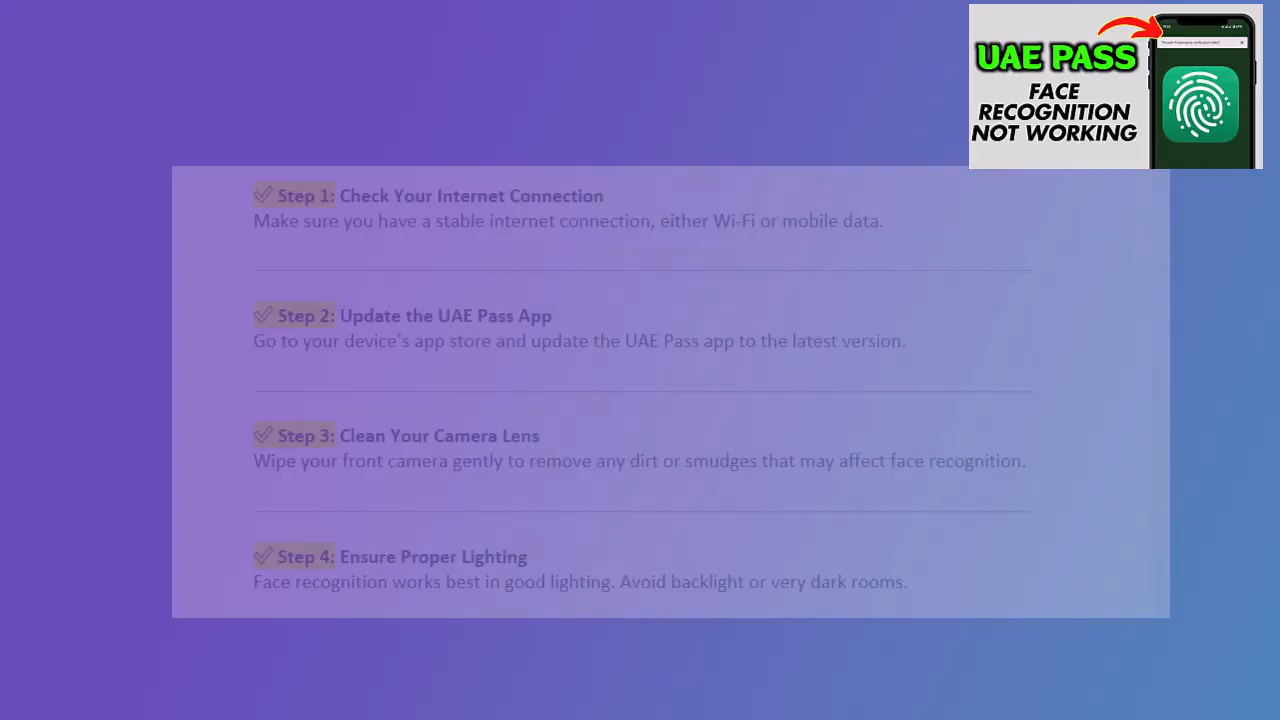 UAE PASS
FACE
RECOGNITION
NOT WORKING
✓ Step 1: Check Your Internet Connection
Make sure you have a stable internet connection, either Wi-Fi or mobile data.
✓ Step 2: Update the UAE Pass App
Go to your device’s app store and update the UAE Pass app to the latest version.
✓ Step 3: Clean Your Camera Lens
Wipe your front camera gently to remove any dirt or smudges that may affect face recognition.
✓ Step 4: Ensure Proper Lighting
Face recognition works best in good lighting. Avoid backlight or very dark rooms.